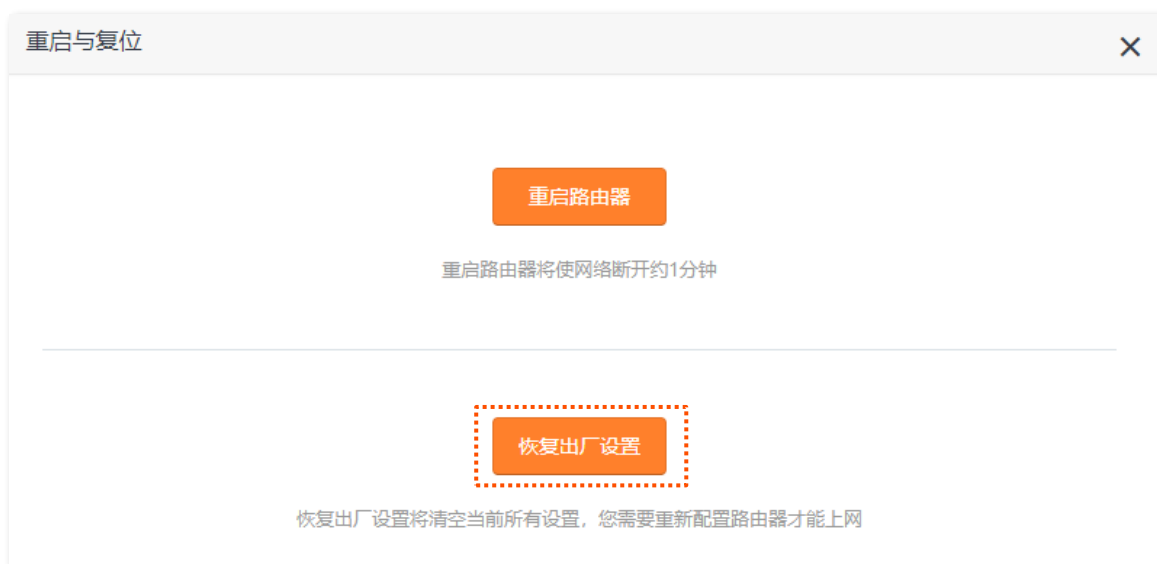 重启与复位
重启路由器
重启路由器将使网络断开约1分钟
恢复出厂设置
恢复出厂设置将清空当前所有设置，您需要重新配置路由器才能上网